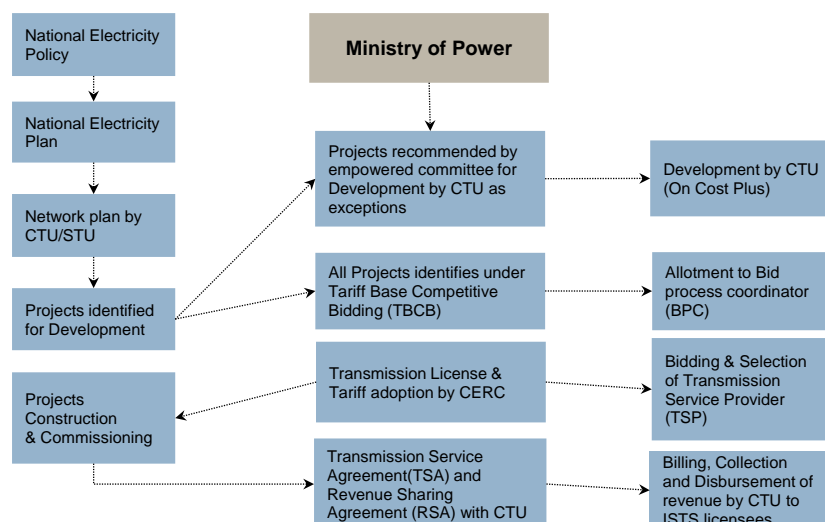 National Electricity
Policy
Ministry of Power
National Electricity
Plan
Projects recommended by
empowered committee for
Development by CTU as
exceptions
Development by CTU
(On Cost Plus)
Network plan by
CTU/STU
Projects identified
for Development
All Projects identifies under
Tariff Base Competitive
Bidding (TBCB)
Allotment to Bid
process coordinator
(BPC)
Transmission License &
Tariff adoption by CERC
Bidding & Selection
of Transmission
Service Provider
(TSP)
Projects
Construction
& Commissioning
Transmission Service
Agreement(TSA) and
Revenue Sharing
Agreement (RSA) with CTU
Billing, Collection
and Disbursement of
revenue by CTU to
ISTS licensees